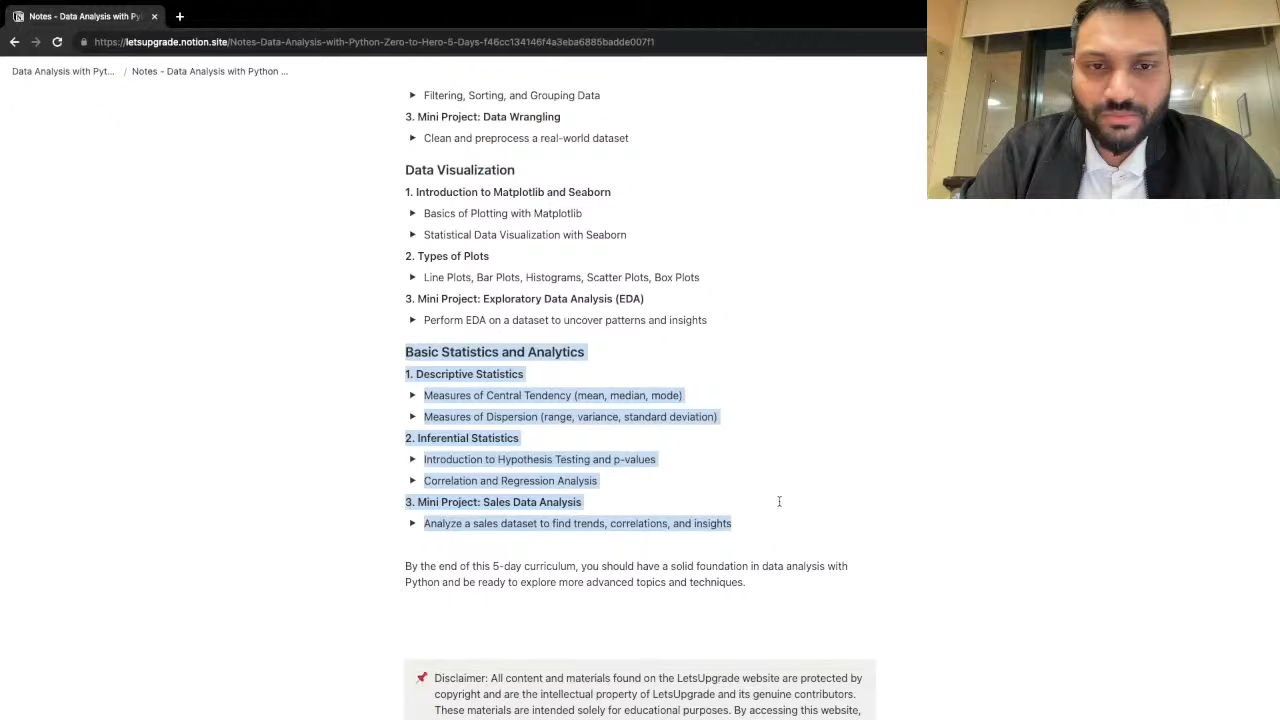 Notes - Data Analysis with Py
https://letsupgrade.notion.site/Notes-Data-Analysis-with-Python-Zero-to-Hero-5-Days-f46cc134146f4a3eba6885badde007f1
Data Analysis with Pyt... / Notes - Data Analysis with Python ...
Filtering, Sorting, and Grouping Data
3. Mini Project: Data Wrangling
Clean and preprocess a real-world dataset
Data Visualization
1. Introduction to Matplotlib and Seaborn
Basics of Plotting with Matplotlib
Statistical Data Visualization with Seaborn
2. Types of Plots
Line Plots, Bar Plots, Histograms, Scatter Plots, Box Plots
3. Mini Project: Exploratory Data Analysis (EDA)
Perform EDA on a dataset to uncover patterns and insights
Basic Statistics and Analytics
1. Descriptive Statistics
Measures of Central Tendency (mean, median, mode)
Measures of Dispersion (range, variance, standard deviation)
2. Inferential Statistics
Introduction to Hypothesis Testing and p-values
Correlation and Regression Analysis
3. Mini Project: Sales Data Analysis
Analyze a sales dataset to find trends, correlations, and insights
By the end of this 5-day curriculum, you should have a solid foundation in data analysis with
Python and be ready to explore more advanced topics and techniques.
Disclaimer: All content and materials found on the LetsUpgrade website are protected by
copyright and are the intellectual property of LetsUpgrade and its genuine contributors.
These materials are intended solely for educational purposes. By accessing this website,